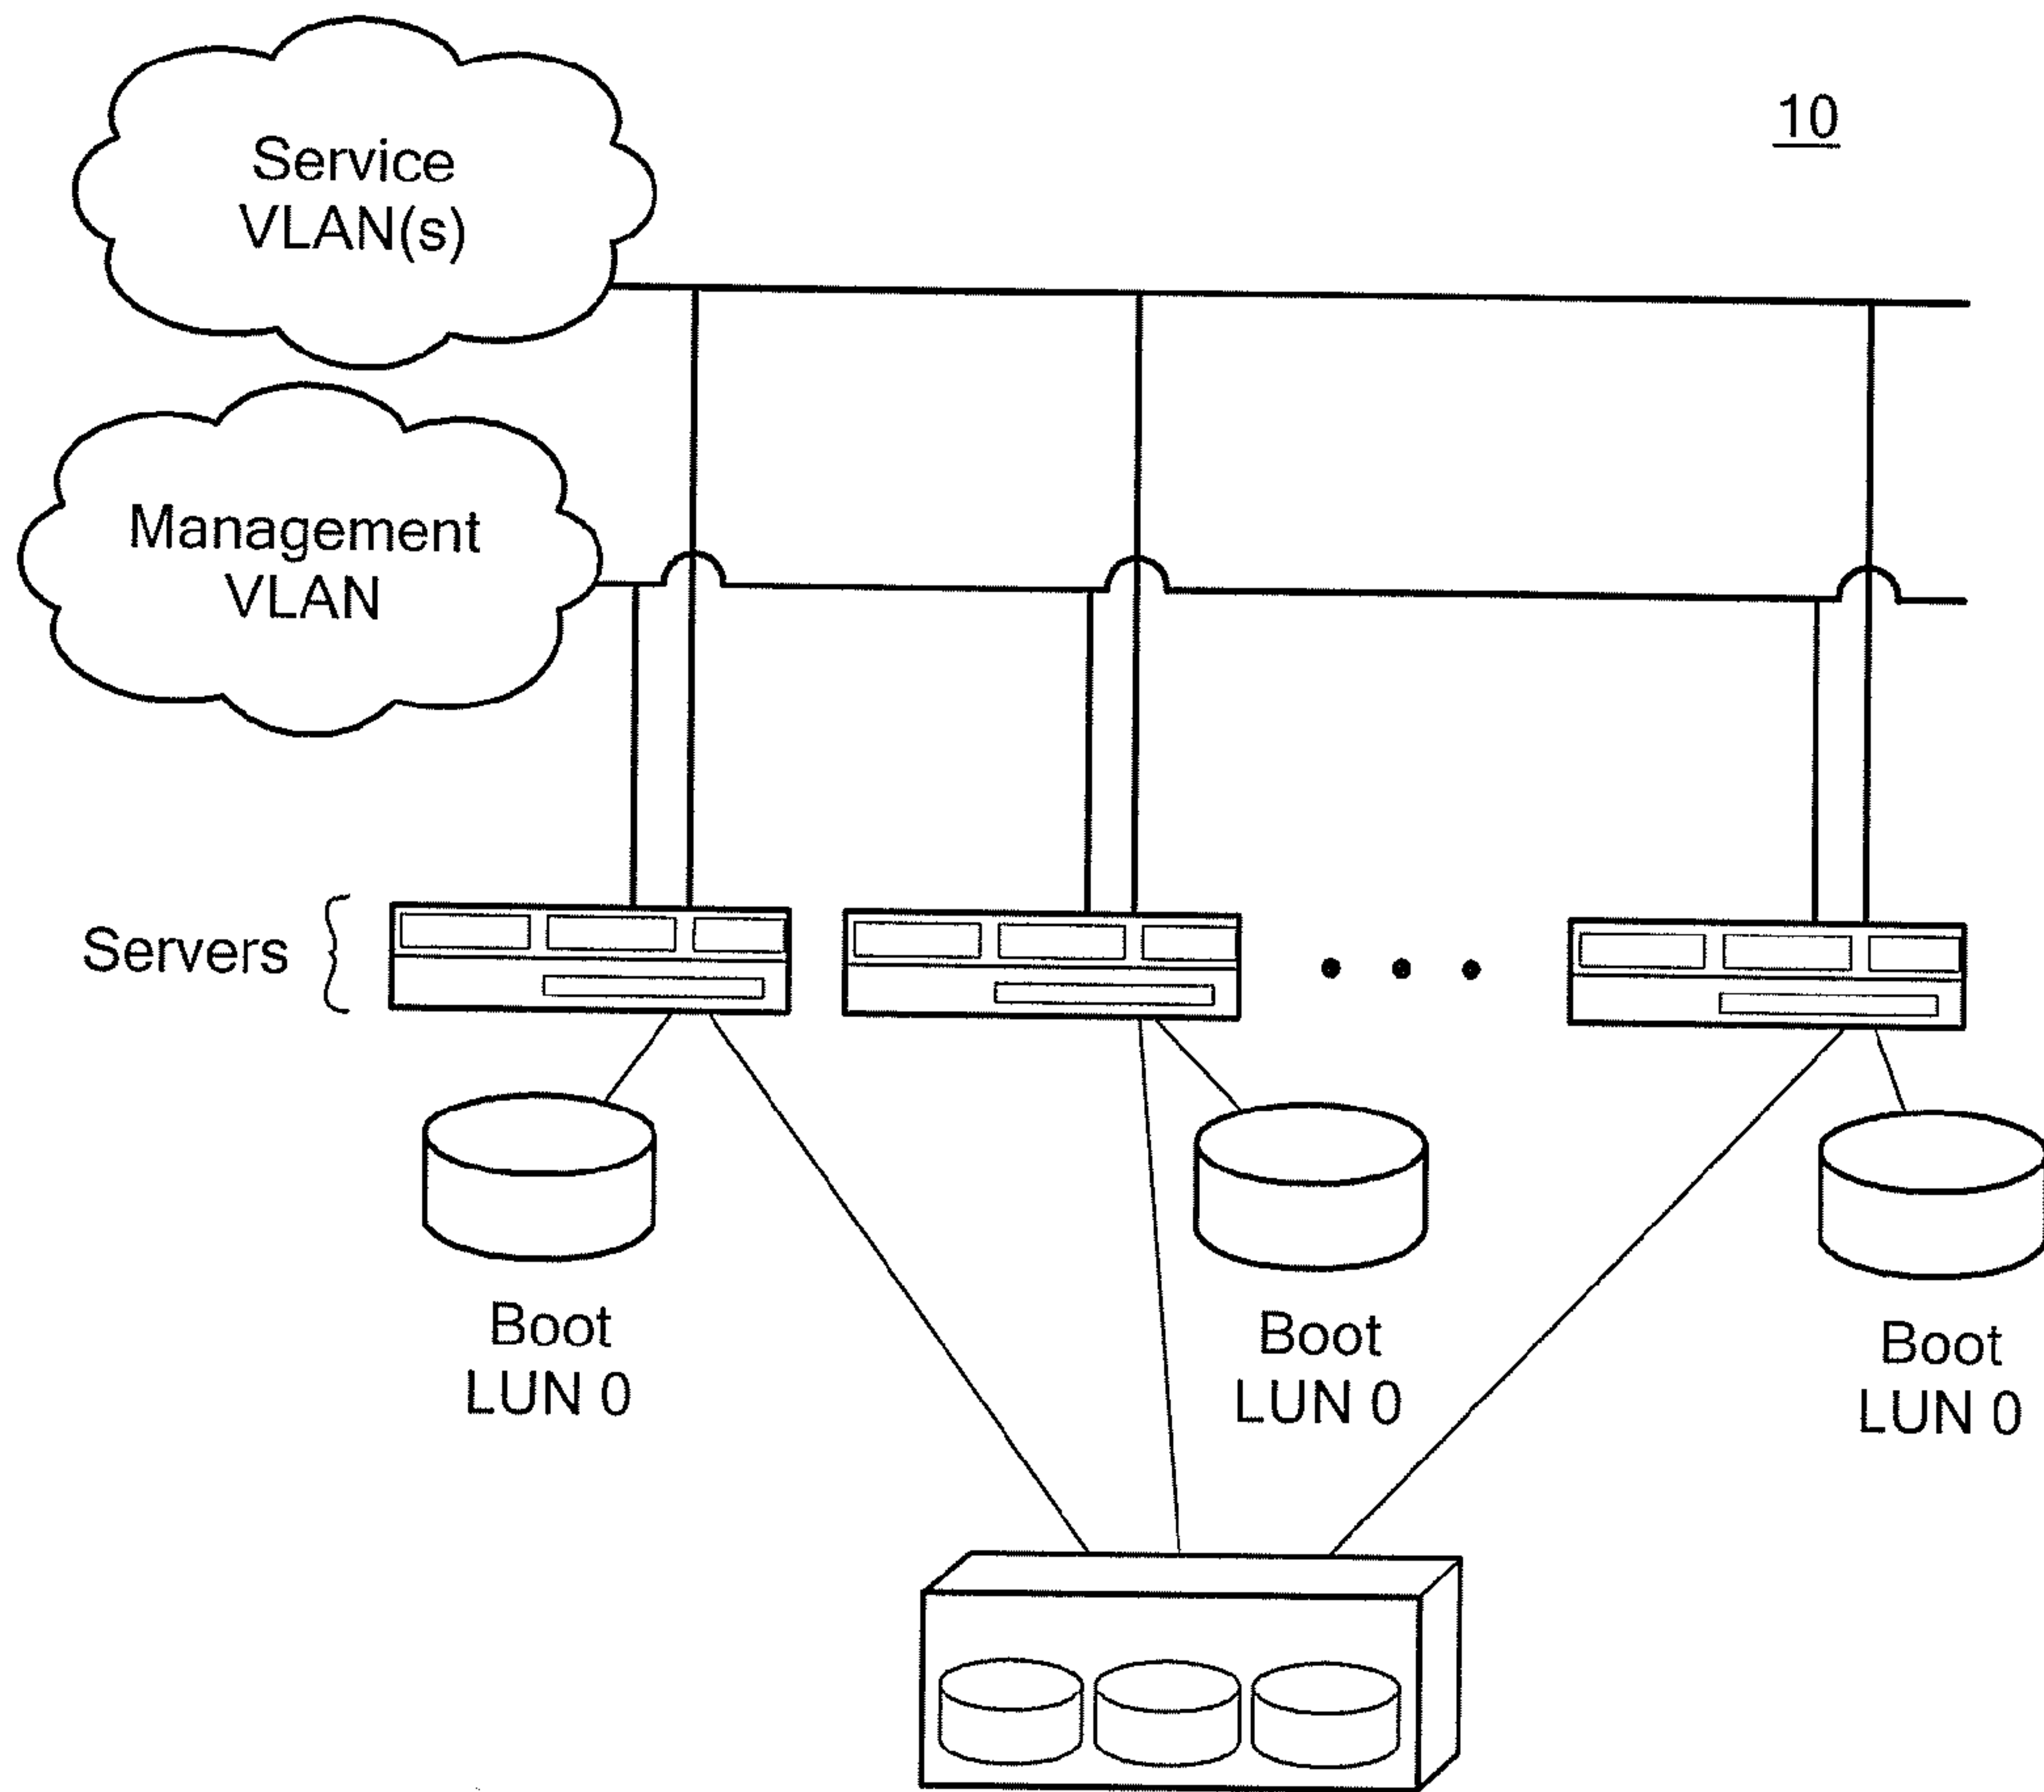 10
Service
VLAN(s)
Management
VLAN
Servers
Boot
LUN 0
Boot
LUN 0
Boot
LUN 0